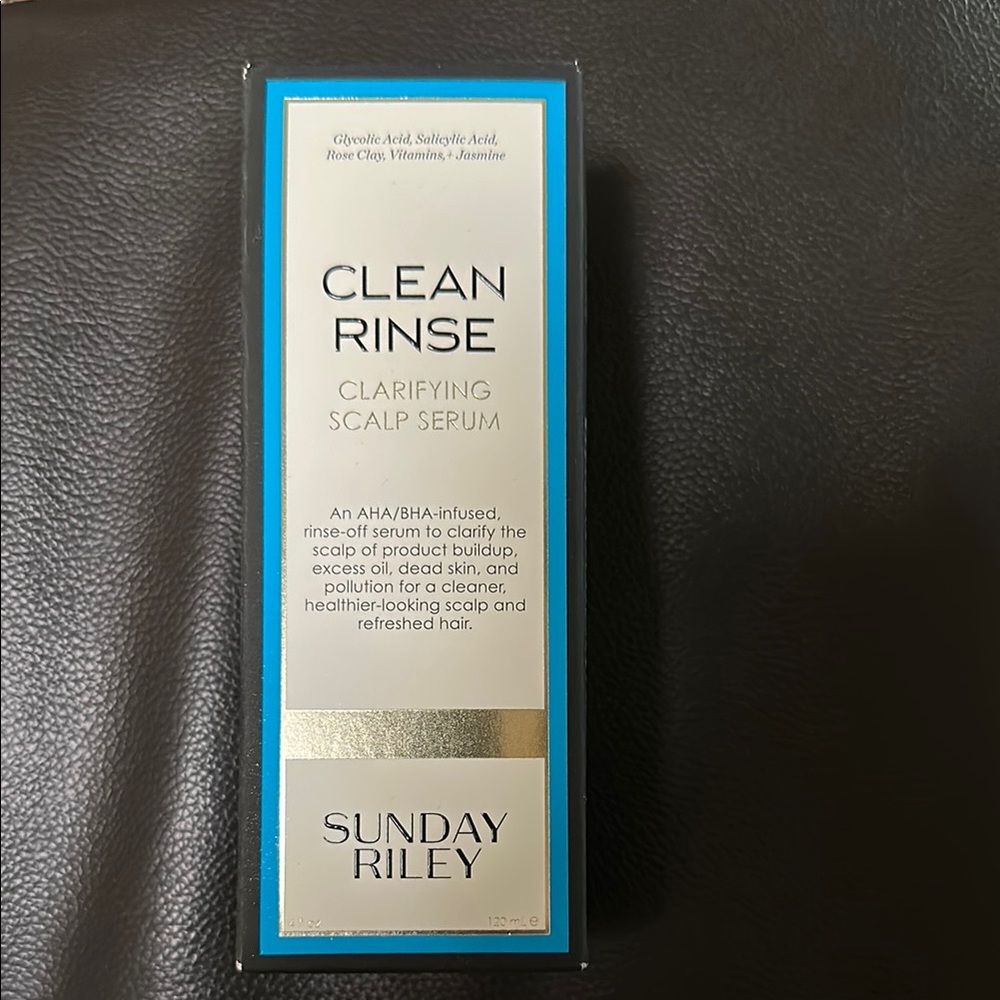 Glycolic Acid, Salicylic Acid,
Rose Clay, Vitamins,+ Jasmine
CLEAN
RINSE
CLARIFYING
SCALP SERUM
An AHA/BHA-infused,
rinse-off serum to clarify the
scalp of product buildup,
excess oil, dead skin, and
pollution for a cleaner,
healthier-looking scalp and
refreshed hair.
SUNDAY
RILEY
120 mL ℮